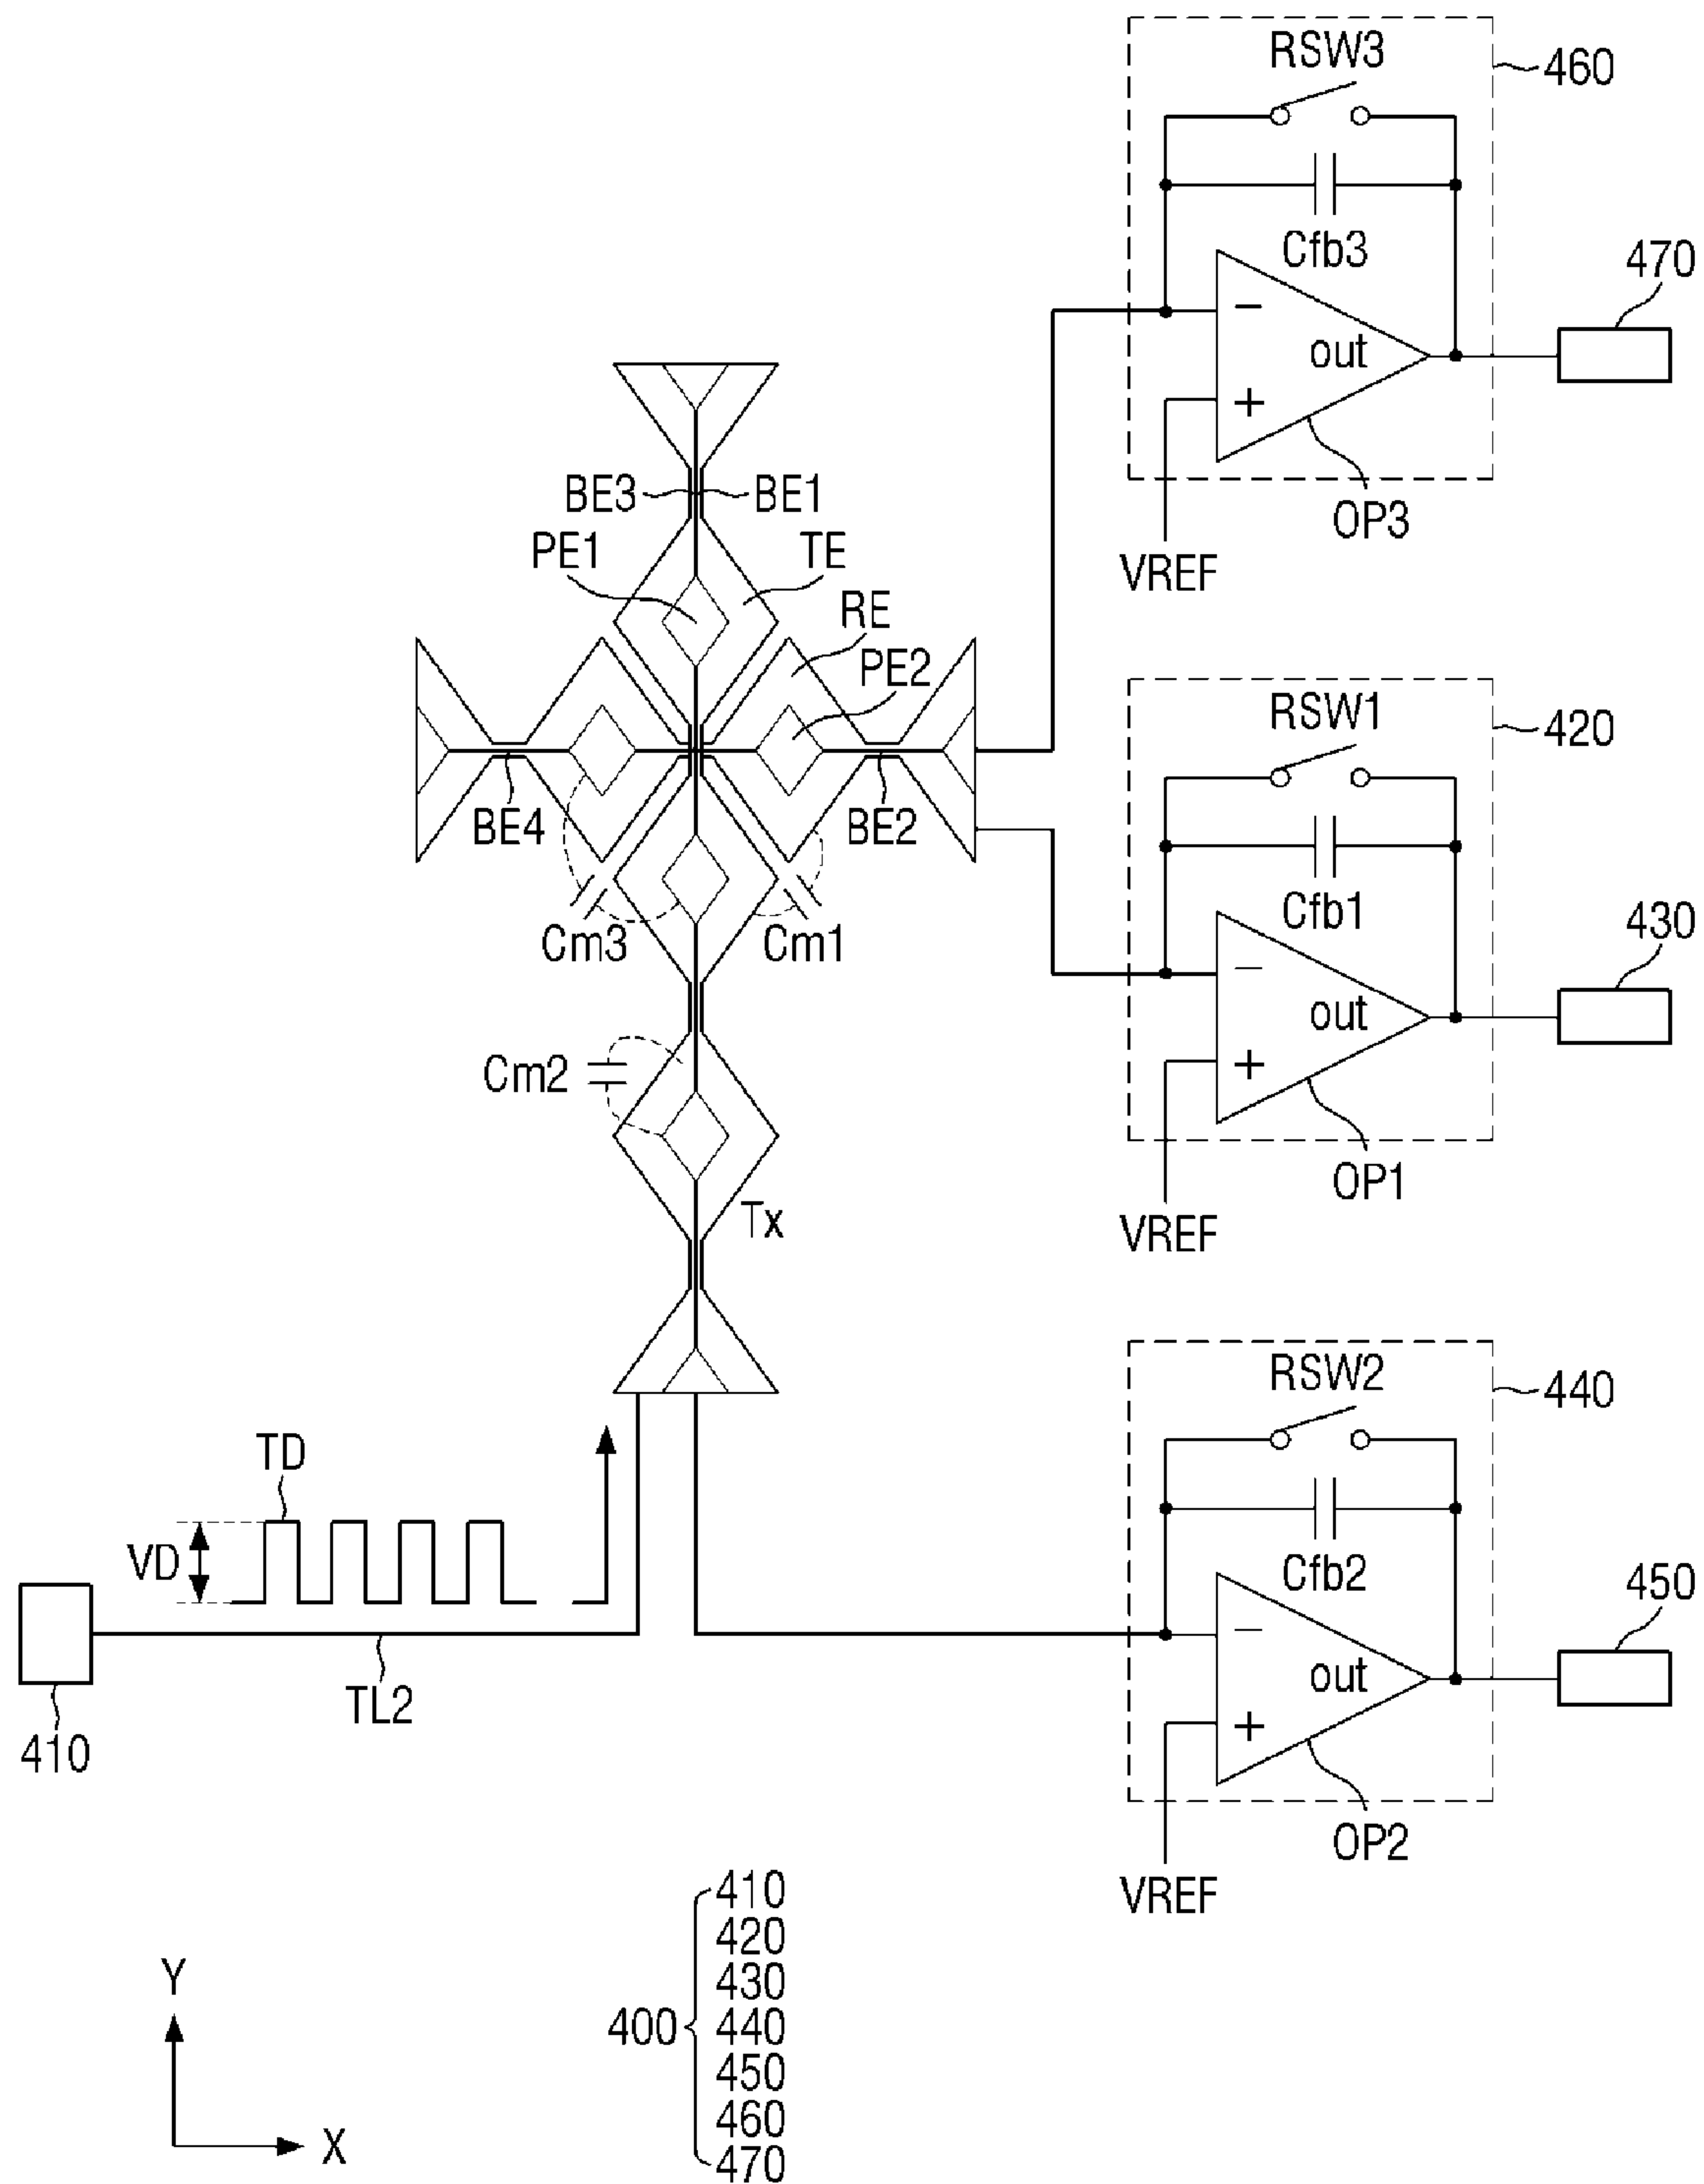 RSW3
460
Cfb3
470
−
out
+
BE3
BE1
OP3
PE1
TE
VREF
RE
PE2
RSW1
420
BE4
BE2
Cfb1
430
Cm3
Cm1
−
out
Cm2
+
OP1
Tx
VREF
RSW2
440
TD
VD
Cfb2
450
−
out
TL2
410
+
OP2
VREF
410
420
430
400
440
450
460
470
Y
X